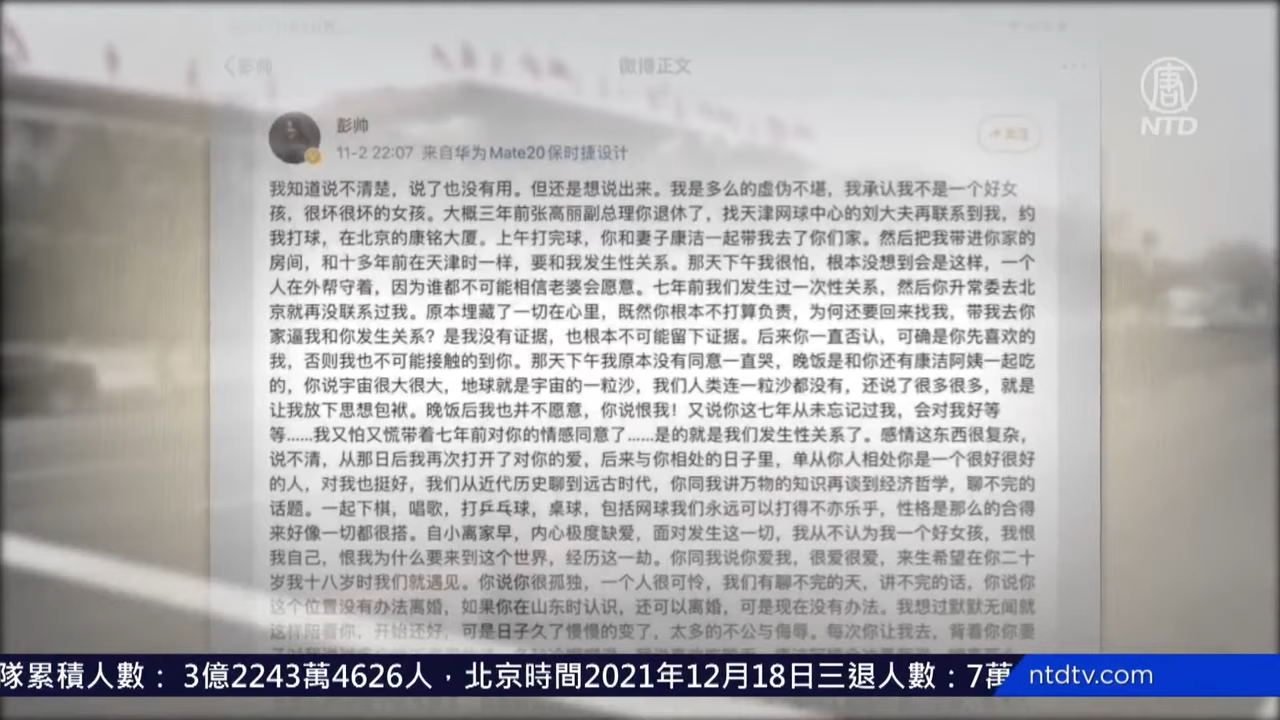 微博正文
唐
NTD
彭帅
11-2 22:07 来自华为Mate20保时捷设计
我知道说不清楚，说了也没有用。但还是想说出来。我是多么的虚伪不堪，我承认我不是一个好女
孩，很坏很坏的女孩。大概三年前张高丽副总理你退休了，找天津网球中心的刘大夫再联系到我，约
我打球，在北京的康铭大厦。上午打完球，你和妻子康洁一起带我去了你们家。然后把我带进你家的
房间，和十多年前在天津时一样，要和我发生性关系。那天下午我很怕，根本没想到会是这样，一个
人在外帮守着，因为谁都不可能相信老婆会愿意。七年前我们发生过一次性关系，然后你升常委去北
京就再没联系过我。原本埋藏了一切在心里，既然你根本不打算负责，为何还要回来找我，带我去你
家逼我和你发生关系？是我没有证据，也根本不可能留下证据。后来你一直否认，可确是你先喜欢的
我，否则我也不可能接触的到你。那天下午我原本没有同意一直哭，晚饭是和你还有康洁阿姨一起吃
的，你说宇宙很大很大，地球就是宇宙的一粒沙，我们人类连一粒沙都没有，还说了很多很多，就是
让我放下思想包袱。晚饭后我也并不愿意，你说恨我！又说你这七年从未忘记过我，会对我好等
等......我又怕又慌带着七年前对你的情感同意了......是的就是我们发生性关系了。感情这东西很复杂，
说不清，从那日后我再次打开了对你的爱，后来与你相处的日子里，单从你人相处你是一个很好很好
的人，对我也挺好，我们从近代历史聊到远古时代，你同我讲万物的知识再谈到经济哲学，聊不完的
话题。一起下棋，唱歌，打乒乓球，桌球，包括网球我们永远可以打得不亦乐乎，性格是那么的合得
来好像一切都很搭。自小离家早，内心极度缺爱，面对发生这一切，我从不认为我一个好女孩，我恨
我自己，恨我为什么要来到这个世界，经历这一劫。你同我说你爱我，很爱很爱，来生希望在你二十
岁我十八岁时我们就遇见。你说你很孤独，一个人很可怜，我们有聊不完的天，讲不完的话，你说你
这个位置没有办法离婚，如果你在山东时认识，还可以离婚，可是现在没有办法。我想过默默无闻就
这样陪着你，开始还好，可是日子久了慢慢的变了，太多的不公与侮辱。每次你让我去，背着你你妻
隊累積人數： 3億2243萬4626人，北京時間2021年12月18日三退人數：7萬
ntdtv.com